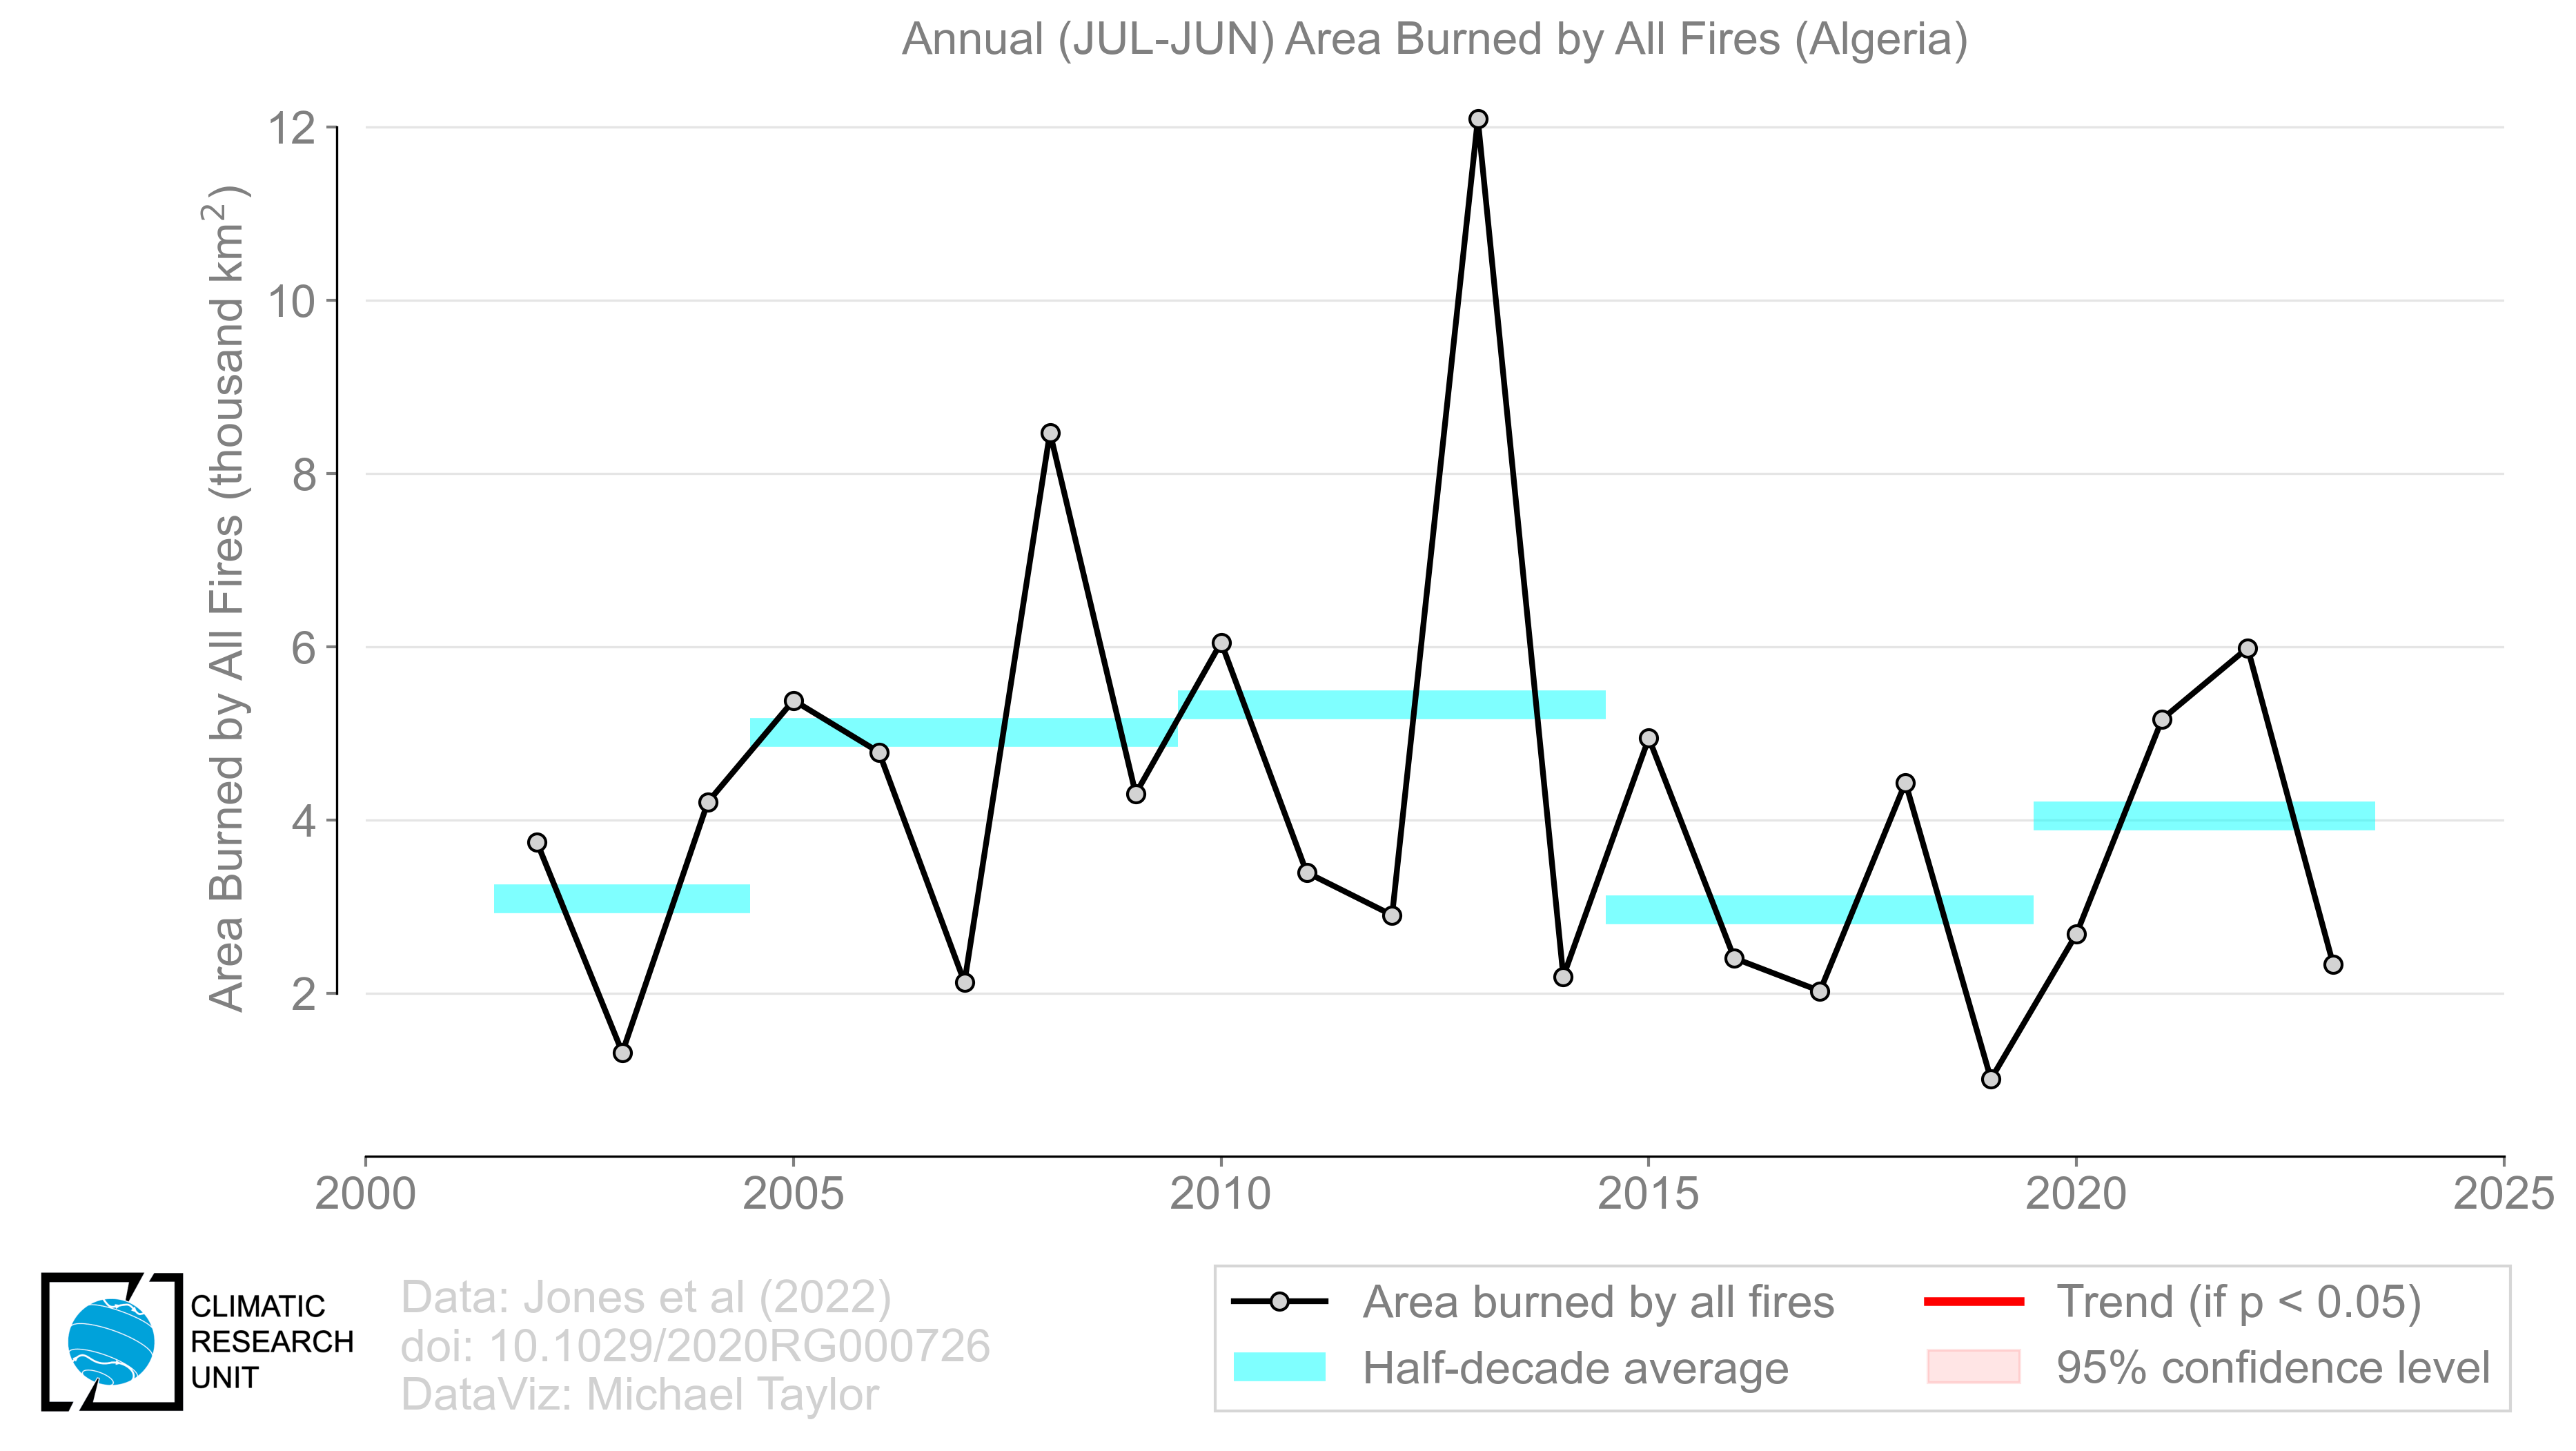 Annual (JUL-JUN) Area Burned by All Fires (Algeria)
Area Burned by All Fires (thousand km²)
12
10
8
6
4
2
2000
2005
2010
2015
2020
2025
CLIMATIC
RESEARCH
UNIT
Data: Jones et al (2022)
doi: 10.1029/2020RG000726
DataViz: Michael Taylor
Area burned by all fires
Half-decade average
Trend (if p < 0.05)
95% confidence level